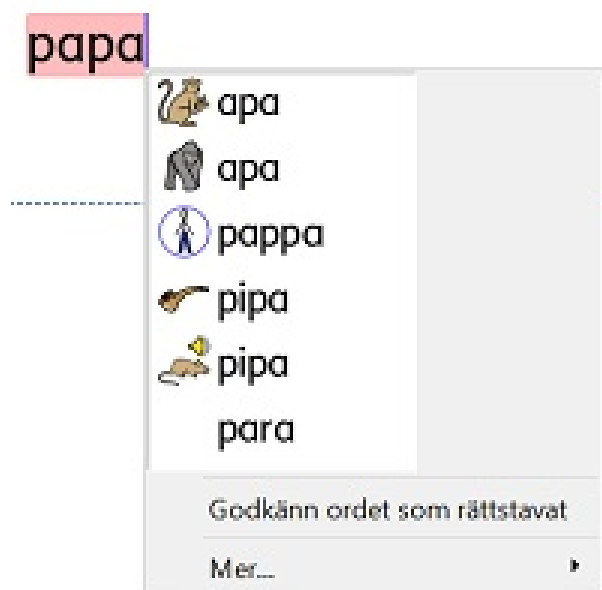 papa
apa
apa
pappa
pipa
pipa
para
Godkänn ordet som rättstavat
Mer...